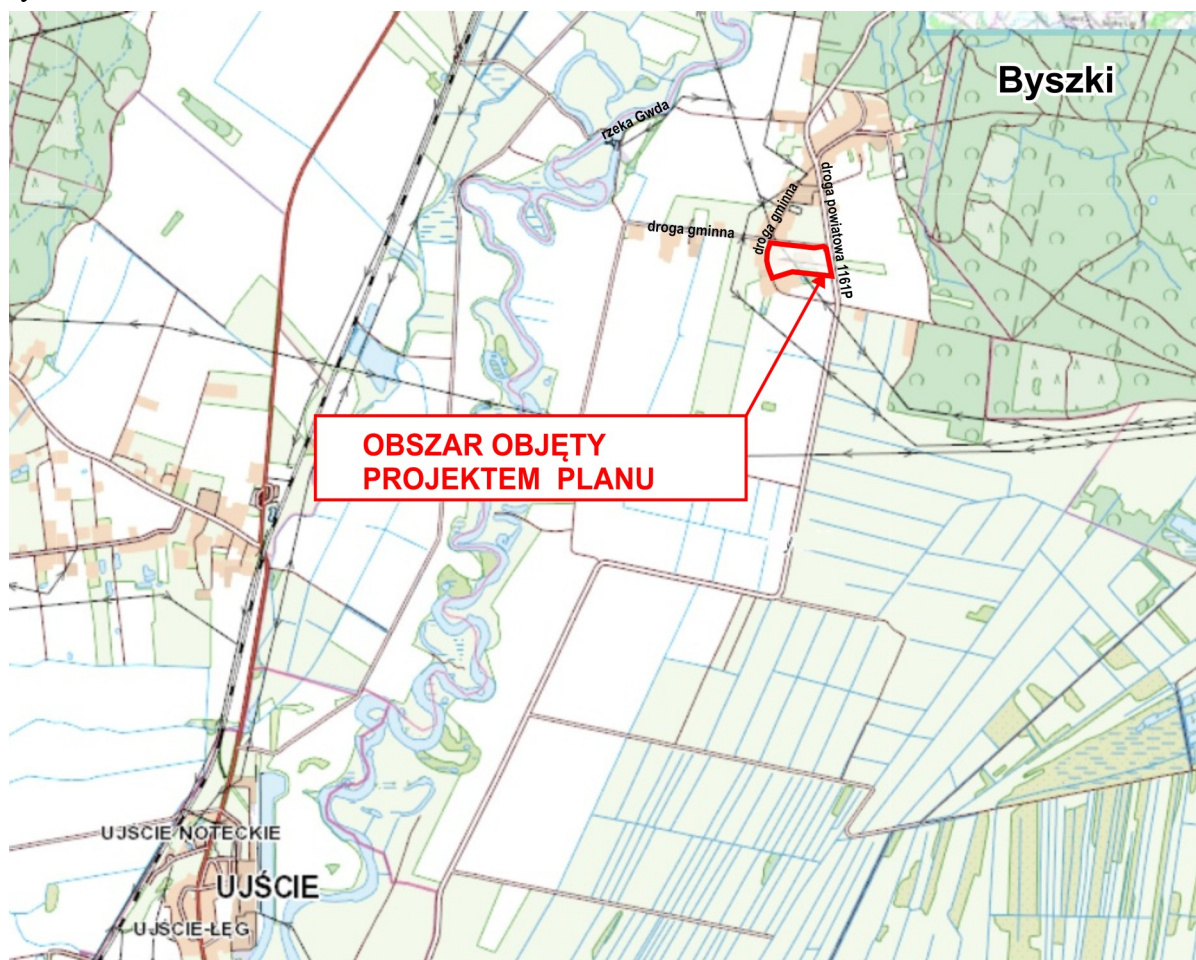 Byszki
rzeka Gwda
droga gminna
droga gminna
droga powiatowa 1161P
OBSZAR OBJĘTY
PROJEKTEM PLANU
UJŚCIE NOTECKIE
UJŚCIE
UJŚCIE-ŁĘG